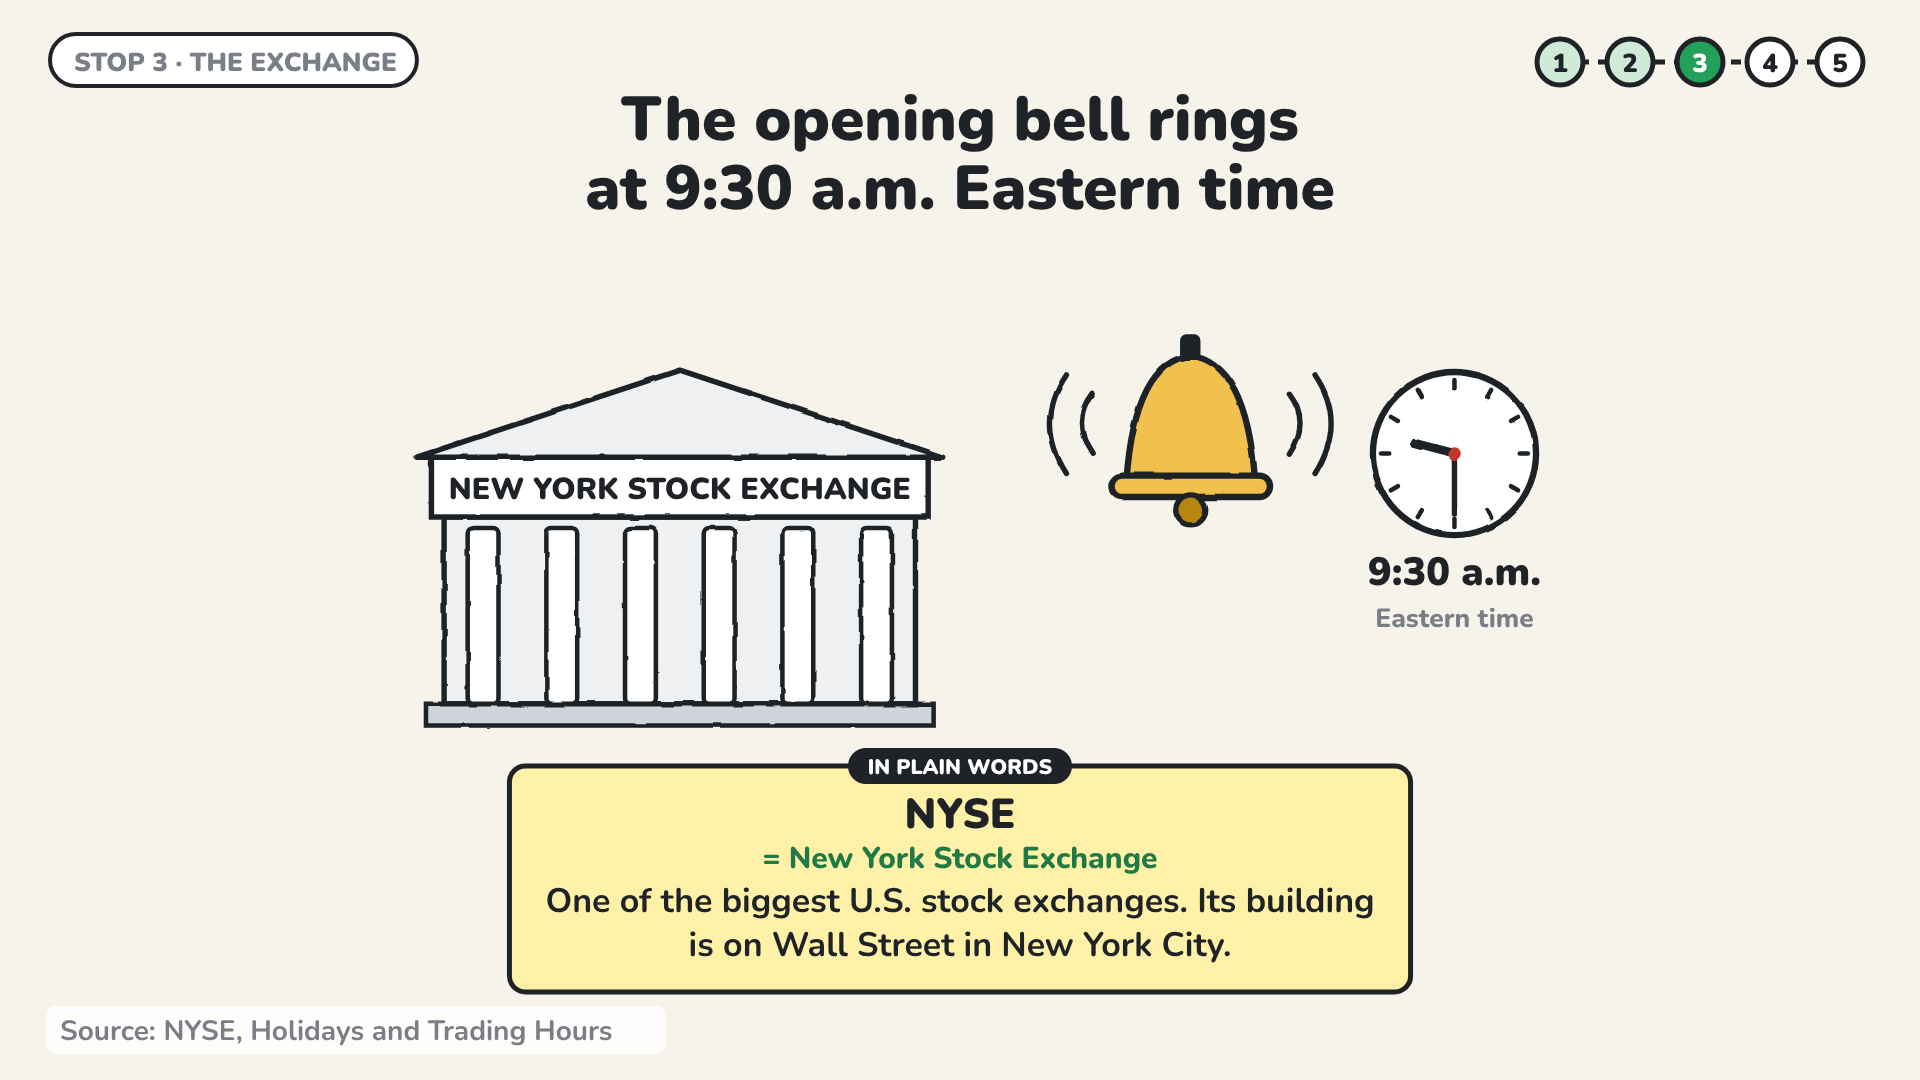 STOP 3 · THE EXCHANGE
1 2 3 4 5
The opening bell rings
at 9:30 a.m. Eastern time
NEW YORK STOCK EXCHANGE
9:30 a.m.
Eastern time
IN PLAIN WORDS
NYSE
= New York Stock Exchange
One of the biggest U.S. stock exchanges. Its building
is on Wall Street in New York City.
Source: NYSE, Holidays and Trading Hours